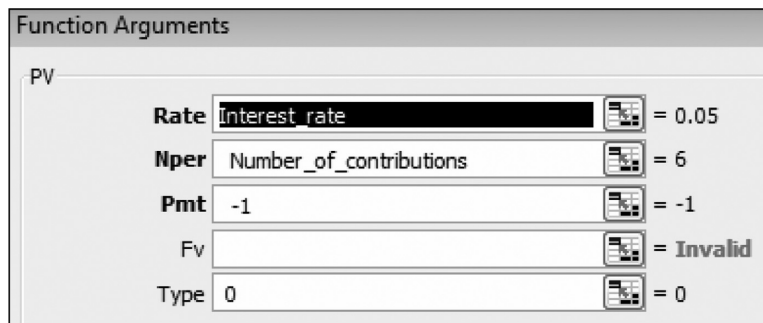 Function Arguments
PV
Rate Interest_rate = 0.05
Nper Number_of_contributions = 6
Pmt -1 = -1
Fv = Invalid
Type 0 = 0